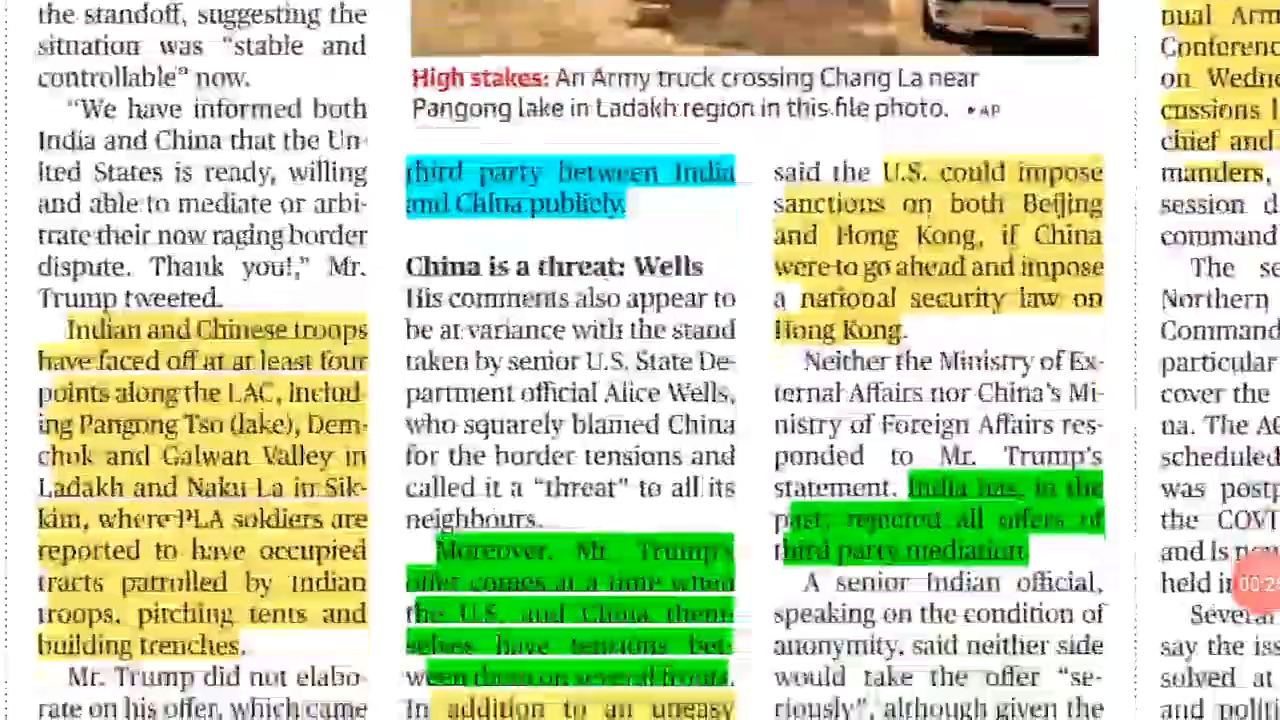 the standoff, suggesting the
situation was "stable and
controllable" now.
"We have informed both
India and China that the Un-
ited States is ready, willing
and able to mediate or arbi-
trate their now raging border
dispute. Thank you!," Mr.
Trump tweeted.
Indian and Chinese troops
have faced off at at least four
points along the LAC, includ-
ing Pangong Tso (lake), Dem-
chok and Galwan Valley in
Ladakh and Naku La in Sik-
kim, where PLA soldiers are
reported to have occupied
tracts patrolled by Indian
troops, pitching tents and
building trenches.
Mr. Trump did not elabo-
rate on his offer, which came
High stakes: An Army truck crossing Chang La near
Pangong lake in Ladakh region in this file photo. • AP
third party between India
and China publicly.
China is a threat: Wells
His comments also appear to
be at variance with the stand
taken by senior U.S. State De-
partment official Alice Wells,
who squarely blamed China
for the border tensions and
called it a "threat" to all its
neighbours.
Moreover, Mr. Trump's
offer comes at a time when
the U.S. and China them-
selves have tensions bet-
ween them on several fronts.
In addition to an uneasy
said the U.S. could impose
sanctions on both Beijing
and Hong Kong, if China
were to go ahead and impose
a national security law on
Hong Kong.
Neither the Ministry of Ex-
ternal Affairs nor China's Mi-
nistry of Foreign Affairs res-
ponded to Mr. Trump's
statement. India has, in the
past, rejected all offers of
third party mediation.
A senior Indian official,
speaking on the condition of
anonymity, said neither side
would take the offer "se-
riously", although given the
nual Arm
Conferenc
on Wedn
cussions l
chief and
manders,
session d
command
The se
Northern
Command
particular
cover the
na. The A
scheduled
was postp
the COV
and is
held in
Several
say the iss
solved at
and polit
00:2